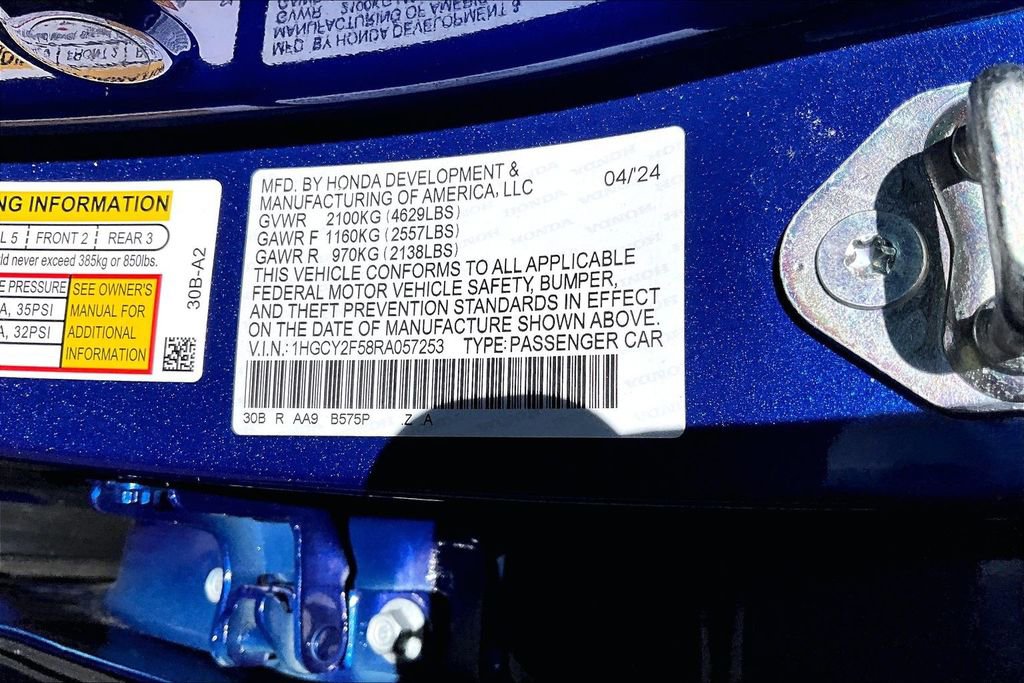 MFD. BY HONDA DEVELOPMENT &
MANUFACTURING OF AMERICA, LLC 04/'24
GVWR 2100KG (4629LBS)
GAWR F 1160KG (2557LBS)
GAWR R 970KG (2138LBS)
THIS VEHICLE CONFORMS TO ALL APPLICABLE
FEDERAL MOTOR VEHICLE SAFETY, BUMPER,
AND THEFT PREVENTION STANDARDS IN EFFECT
ON THE DATE OF MANUFACTURE SHOWN ABOVE.
V.I.N.: 1HGCY2F58RA057253 TYPE: PASSENGER CAR
30B R AA9 B575P .Z .A
INFORMATION
5 FRONT 2 REAR 3
never exceed 385kg or 850lbs.
PRESSURE
35PSI
32PSI
SEE OWNER'S
MANUAL FOR
ADDITIONAL
INFORMATION
30B-A2